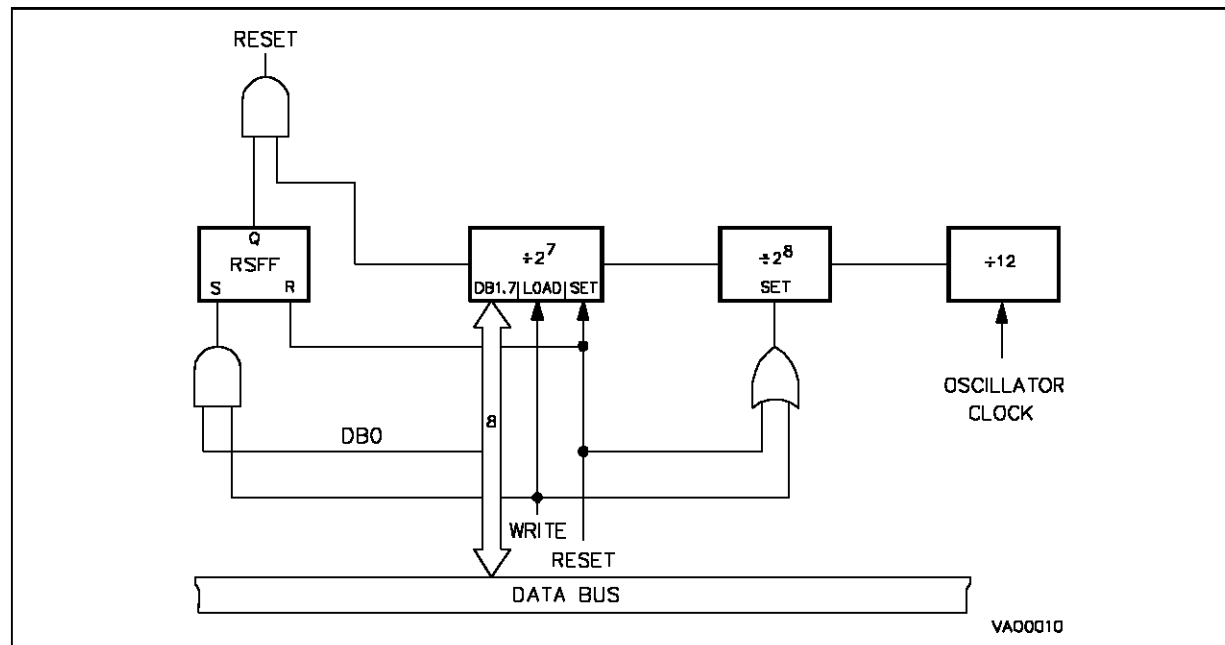 RESET
Q
RSFF
S R
÷2⁷
DB1.7 LOAD SET
÷2⁸
SET
÷12
OSCILLATOR
CLOCK
8
DB0
WRITE
RESET
DATA BUS
VA00010